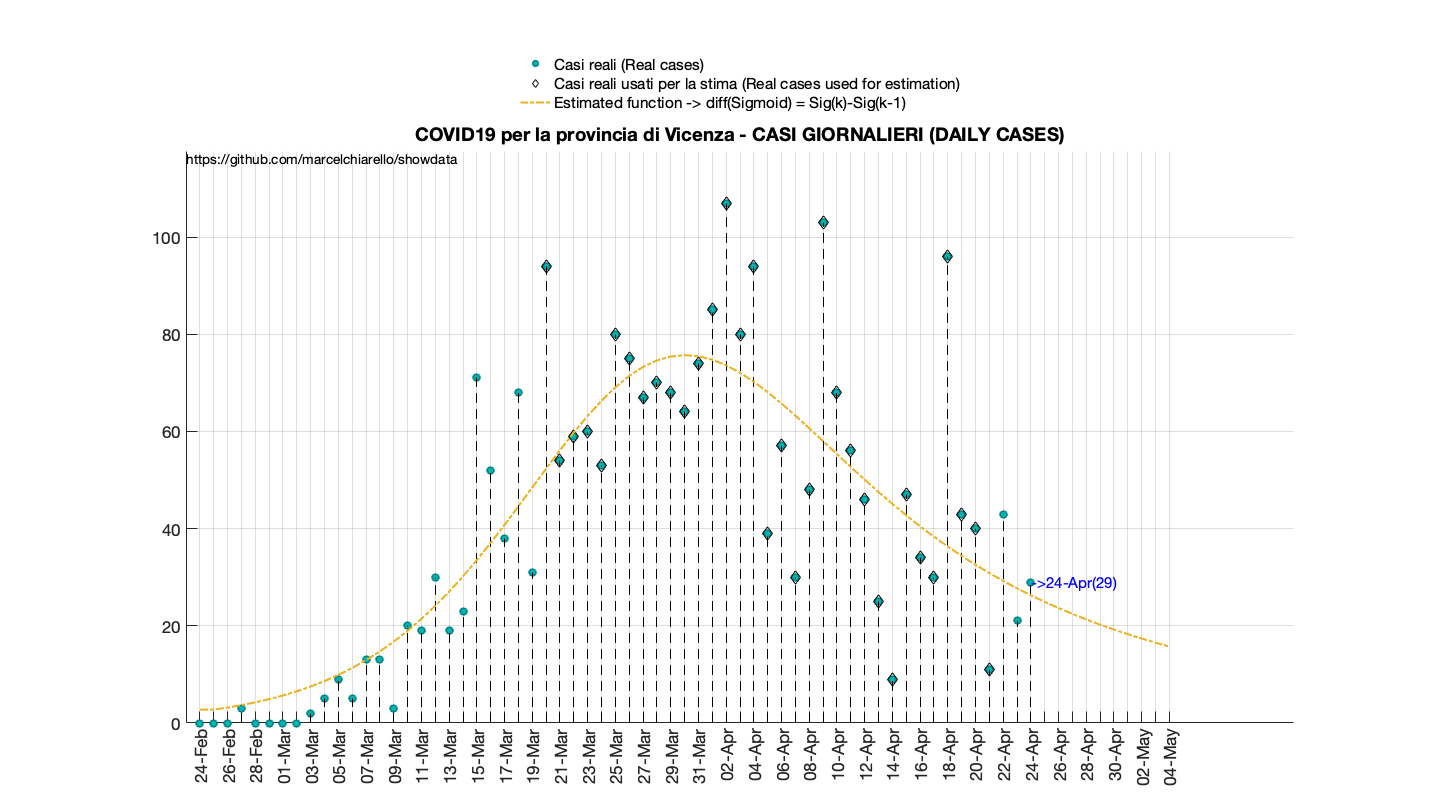 Casi reali (Real cases)
Casi reali usati per la stima (Real cases used for estimation)
Estimated function -> diff(Sigmoid) = Sig(k)-Sig(k-1)
COVID19 per la provincia di Vicenza - CASI GIORNALIERI (DAILY CASES)
https://github.com/marcelchiarello/showdata
100
80
60
40
20
0
->24-Apr(29)
24-Feb
26-Feb
28-Feb
01-Mar
03-Mar
05-Mar
07-Mar
09-Mar
11-Mar
13-Mar
15-Mar
17-Mar
19-Mar
21-Mar
23-Mar
25-Mar
27-Mar
29-Mar
31-Mar
02-Apr
04-Apr
06-Apr
08-Apr
10-Apr
12-Apr
14-Apr
16-Apr
18-Apr
20-Apr
22-Apr
24-Apr
26-Apr
28-Apr
30-Apr
02-May
04-May